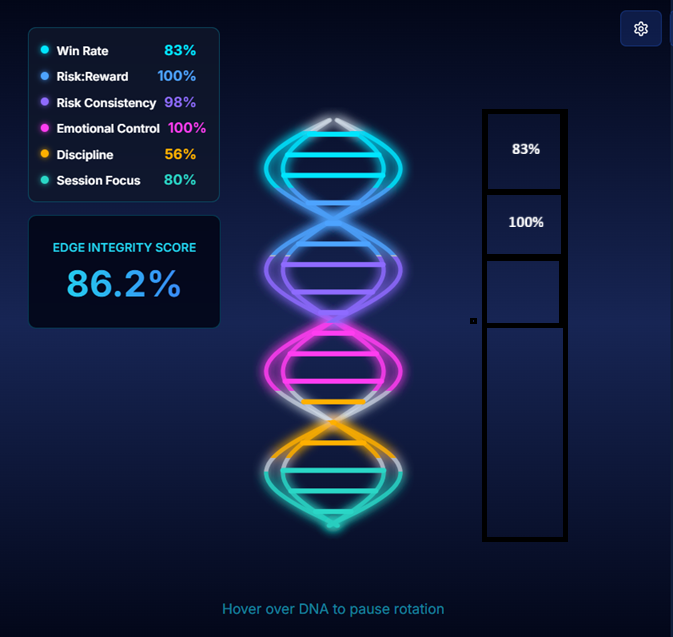 Win Rate 83%
Risk:Reward 100%
Risk Consistency 98%
Emotional Control 100%
Discipline 56%
Session Focus 80%
EDGE INTEGRITY SCORE
86.2%
83%
100%
Hover over DNA to pause rotation